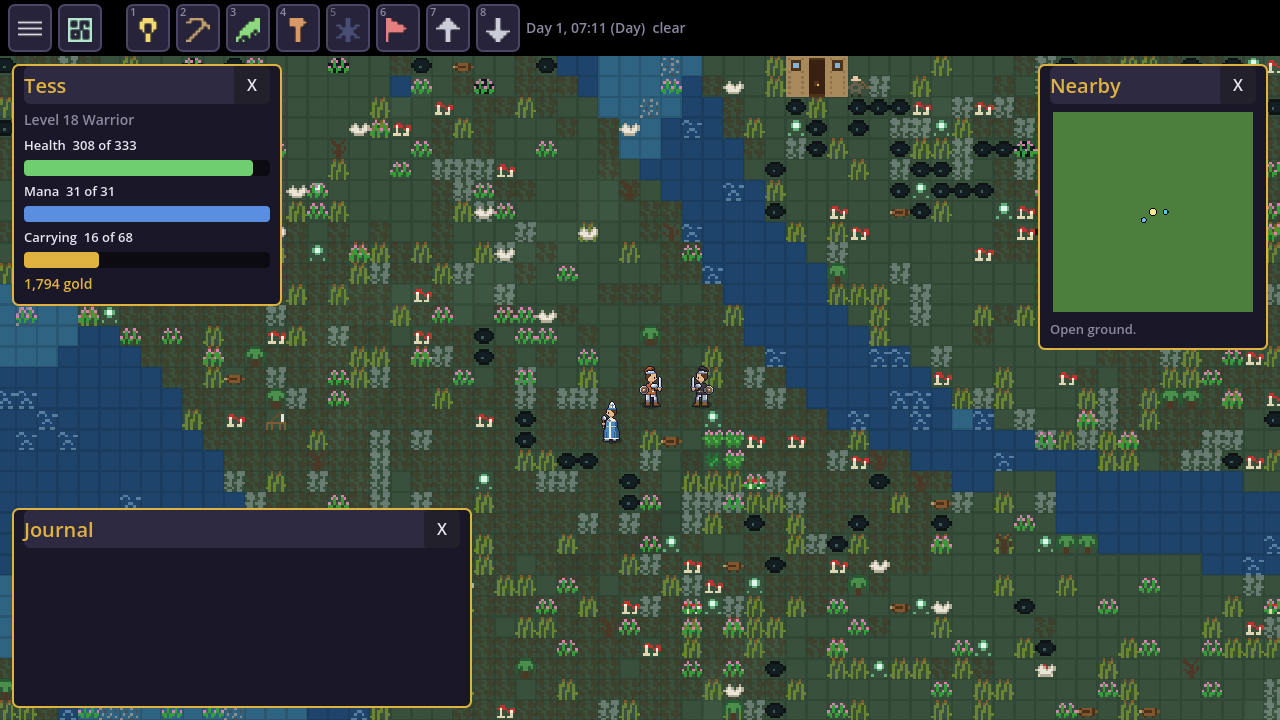 1 2 3 4 5 6 7 8 Day 1, 07:11 (Day) clear
Tess X
Level 18 Warrior
Health 308 of 333
Mana 31 of 31
Carrying 16 of 68
1,794 gold
Nearby X
Open ground.
Journal X